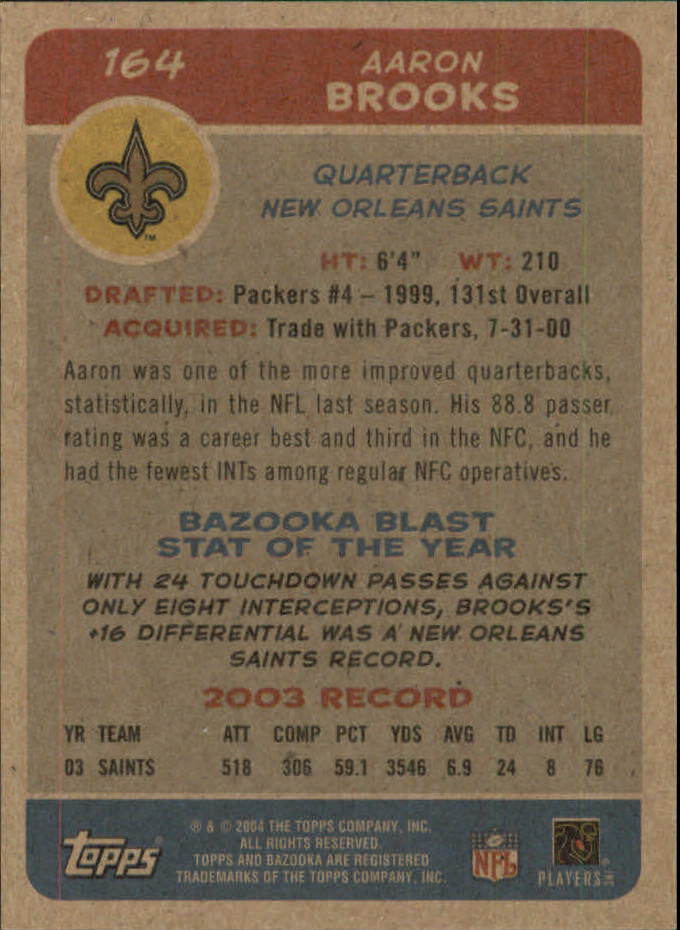 164
AARON
BROOKS
QUARTERBACK
NEW ORLEANS SAINTS
TM
HT: 6'4" WT: 210
DRAFTED: Packers #4 – 1999, 131st Overall
ACQUIRED: Trade with Packers, 7-31-00
Aaron was one of the more improved quarterbacks,
statistically, in the NFL last season. His 88.8 passer
rating was a career best and third in the NFC, and he
had the fewest INTs among regular NFC operatives.
BAZOOKA BLAST
STAT OF THE YEAR
WITH 24 TOUCHDOWN PASSES AGAINST
ONLY EIGHT INTERCEPTIONS, BROOKS'S
+16 DIFFERENTIAL WAS A NEW ORLEANS
SAINTS RECORD.
2003 RECORD
YR TEAM ATT COMP PCT YDS AVG TD INT LG
03 SAINTS 518 306 59.1 3546 6.9 24 8 76
topps
® & © 2004 THE TOPPS COMPANY, INC.
ALL RIGHTS RESERVED.
TOPPS AND BAZOOKA ARE REGISTERED
TRADEMARKS OF THE TOPPS COMPANY, INC.
NFL
PLAYERS INC